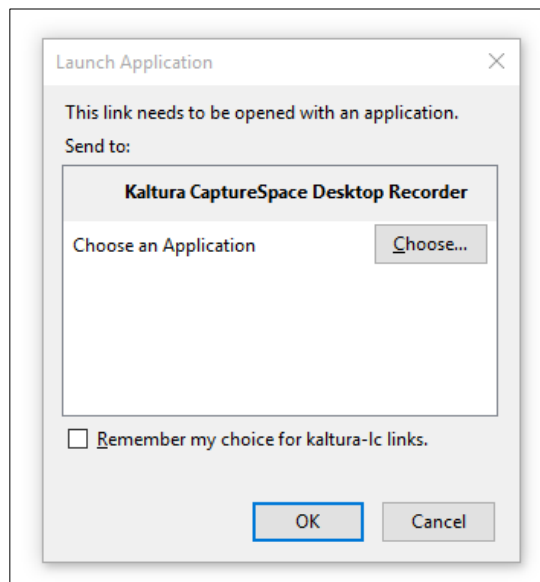 Launch Application
This link needs to be opened with an application.
Send to:
Kaltura CaptureSpace Desktop Recorder
Choose an Application
Choose...
Remember my choice for kaltura-lc links.
OK
Cancel